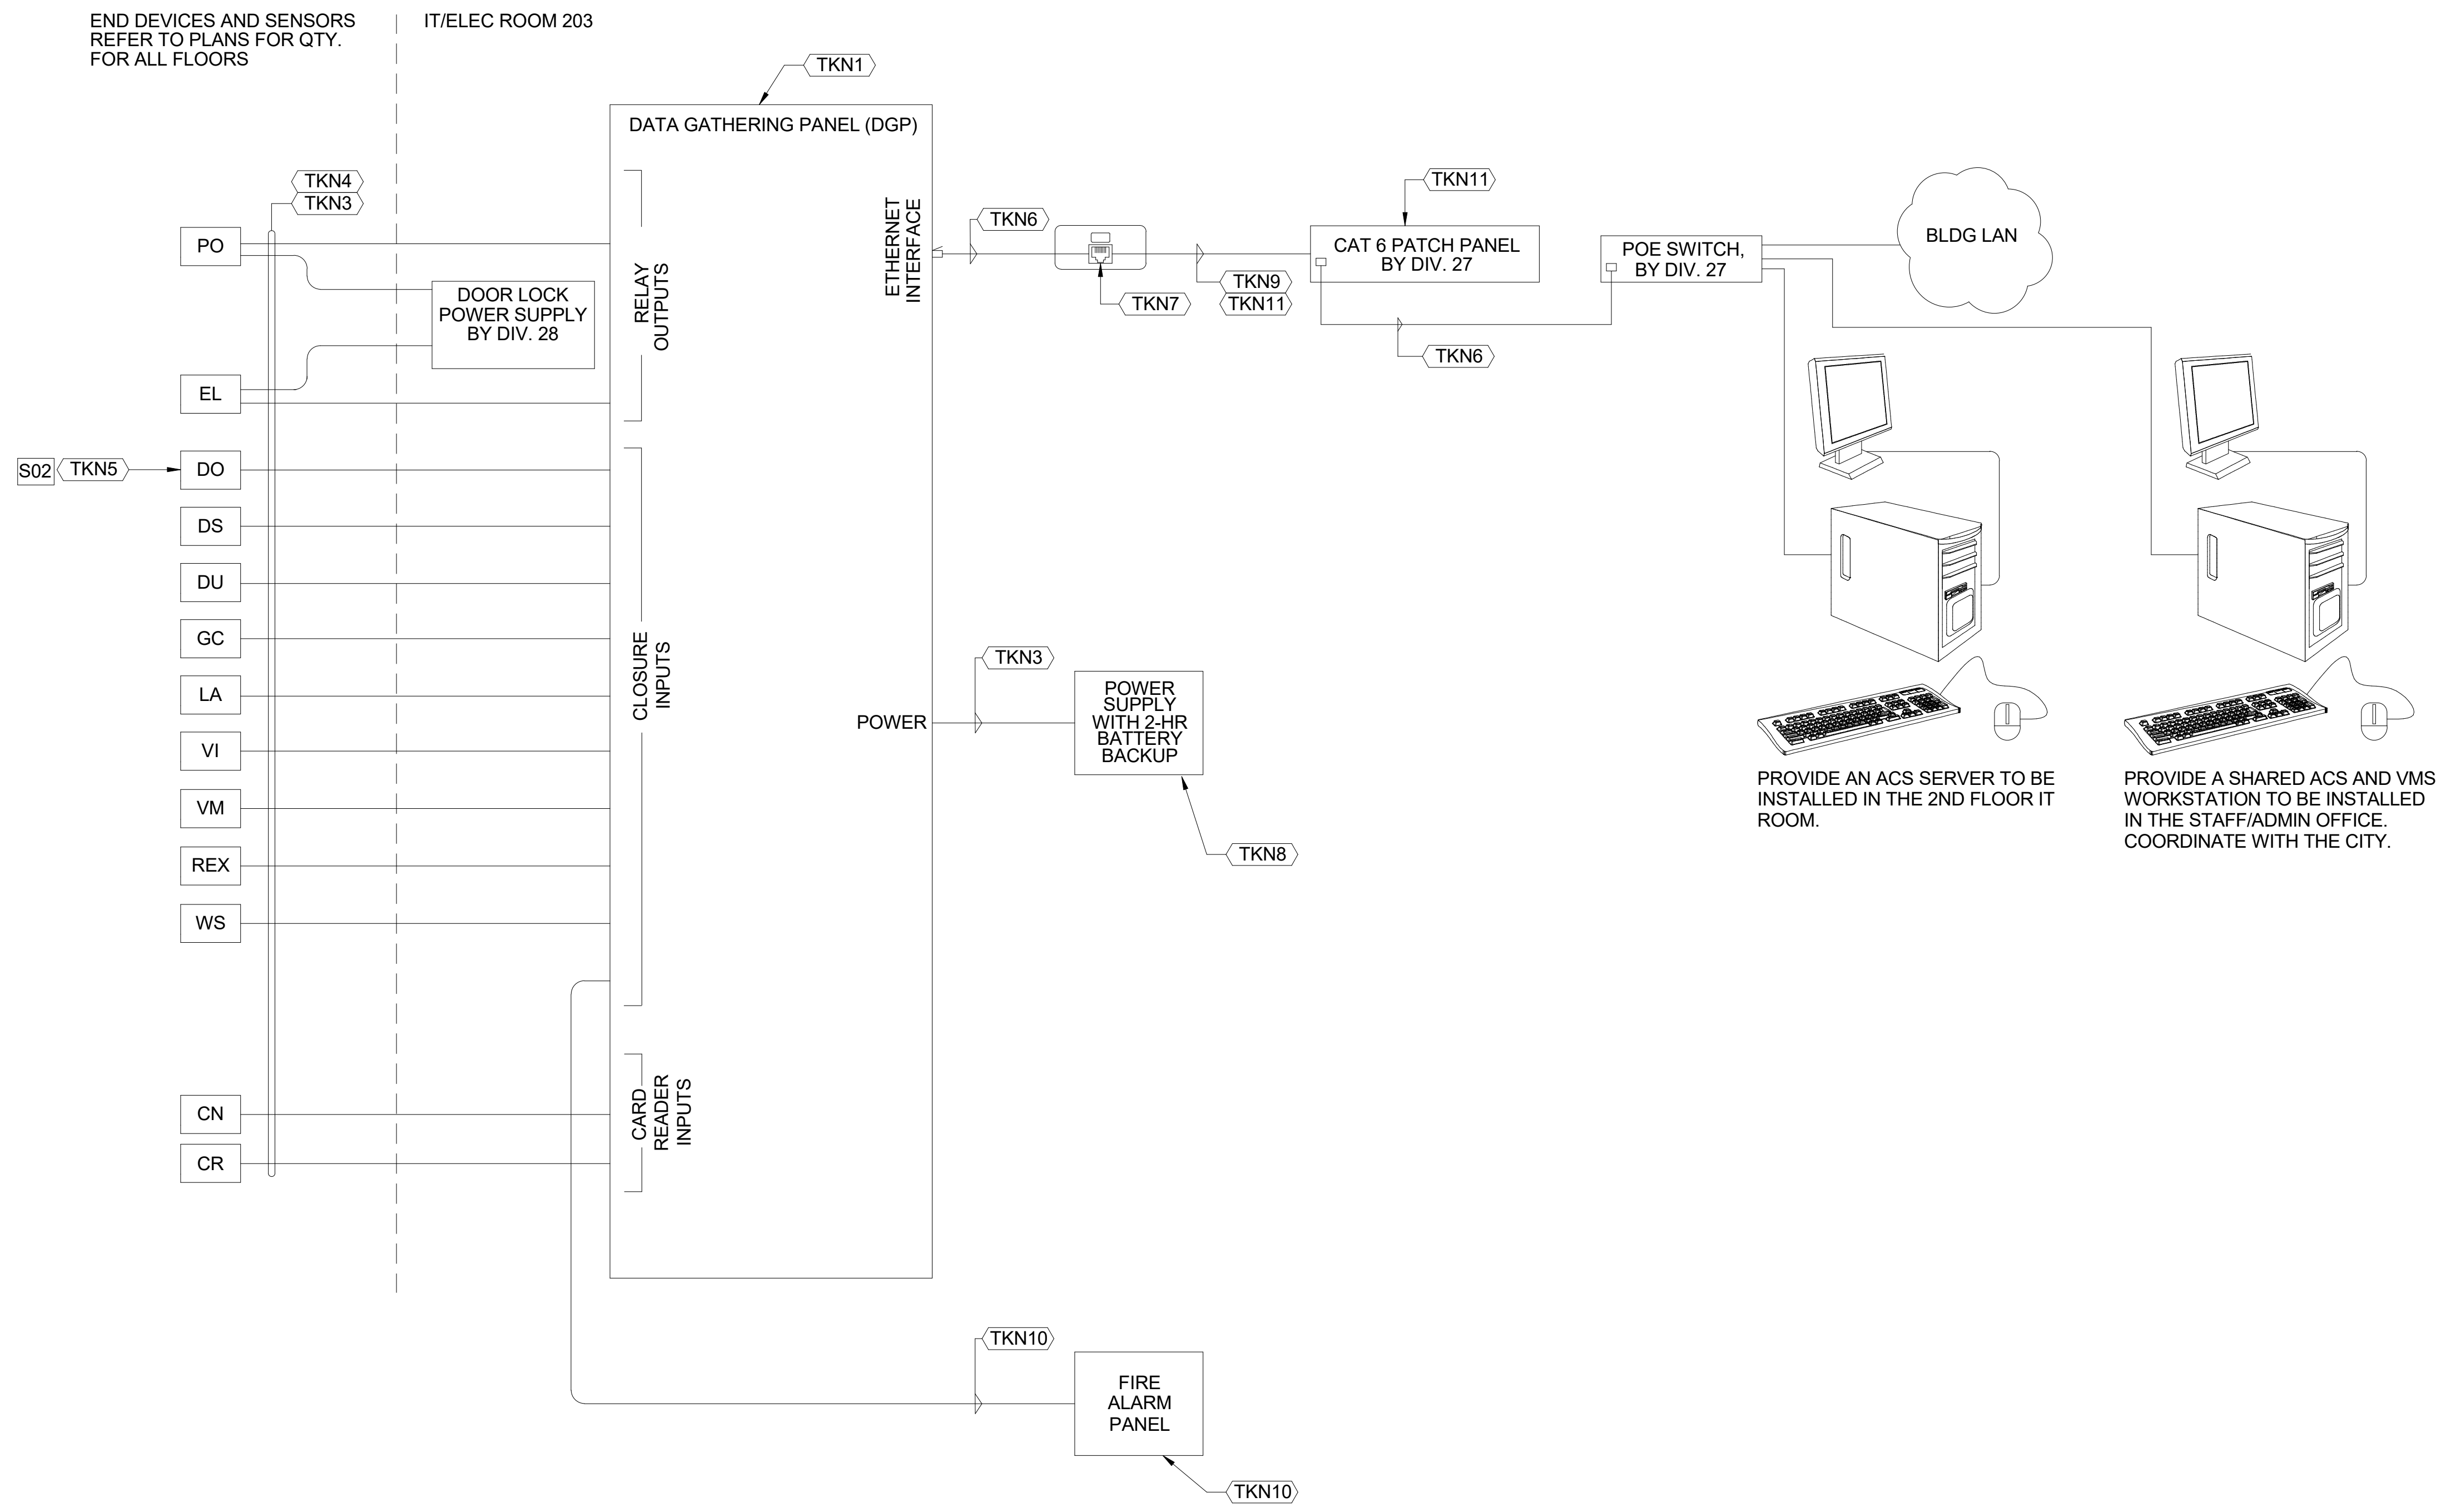 END DEVICES AND SENSORS
REFER TO PLANS FOR QTY.
FOR ALL FLOORS
IT/ELEC ROOM 203
TKN1
DATA GATHERING PANEL (DGP)
TKN4
TKN3
PO
DOOR LOCK
POWER SUPPLY
BY DIV. 28
EL
S02
TKN5
DO
DS
DU
GC
LA
VI
VM
REX
WS
CN
CR
RELAY
OUTPUTS
CLOSURE
INPUTS
CARD
READER
INPUTS
ETHERNET
INTERFACE
POWER
TKN6
TKN7
TKN9
TKN11
TKN11
CAT 6 PATCH PANEL
BY DIV. 27
TKN6
POE SWITCH,
BY DIV. 27
BLDG LAN
TKN3
POWER
SUPPLY
WITH 2-HR
BATTERY
BACKUP
TKN8
PROVIDE AN ACS SERVER TO BE
INSTALLED IN THE 2ND FLOOR IT
ROOM.
PROVIDE A SHARED ACS AND VMS
WORKSTATION TO BE INSTALLED
IN THE STAFF/ADMIN OFFICE.
COORDINATE WITH THE CITY.
TKN10
FIRE
ALARM
PANEL
TKN10